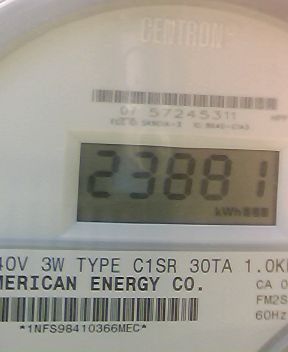 CENTRON
07 57245311
23881
kWh
40V 3W TYPE C1SR 30TA 1.0K
MERICAN ENERGY CO.
CA 0
FM2S
60Hz
*1NFS98410366MEC*